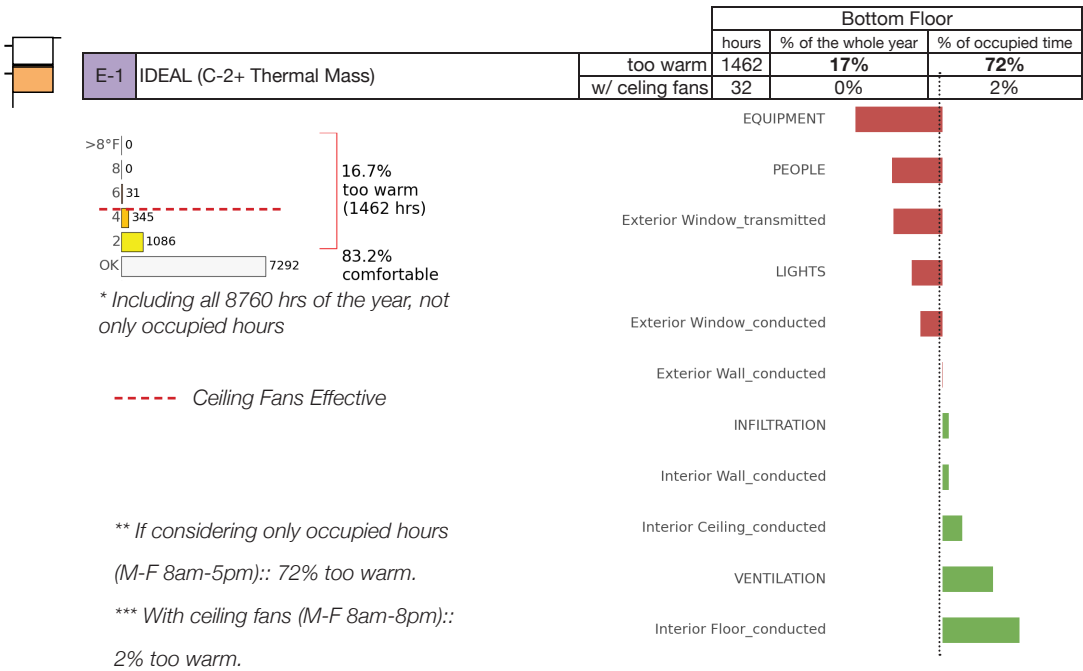 Bottom Floor
hours % of the whole year % of occupied time
E-1 IDEAL (C-2+ Thermal Mass) too warm 1462 17% 72%
w/ celing fans 32 0% 2%
>8°F 0
8 0
6 31
4 345
2 1086
OK 7292
16.7%
too warm
(1462 hrs)
83.2%
comfortable
* Including all 8760 hrs of the year, not
only occupied hours
Ceiling Fans Effective
** If considering only occupied hours
(M-F 8am-5pm):: 72% too warm.
*** With ceiling fans (M-F 8am-8pm)::
2% too warm.
EQUIPMENT
PEOPLE
Exterior Window_transmitted
LIGHTS
Exterior Window_conducted
Exterior Wall_conducted
INFILTRATION
Interior Wall_conducted
Interior Ceiling_conducted
VENTILATION
Interior Floor_conducted